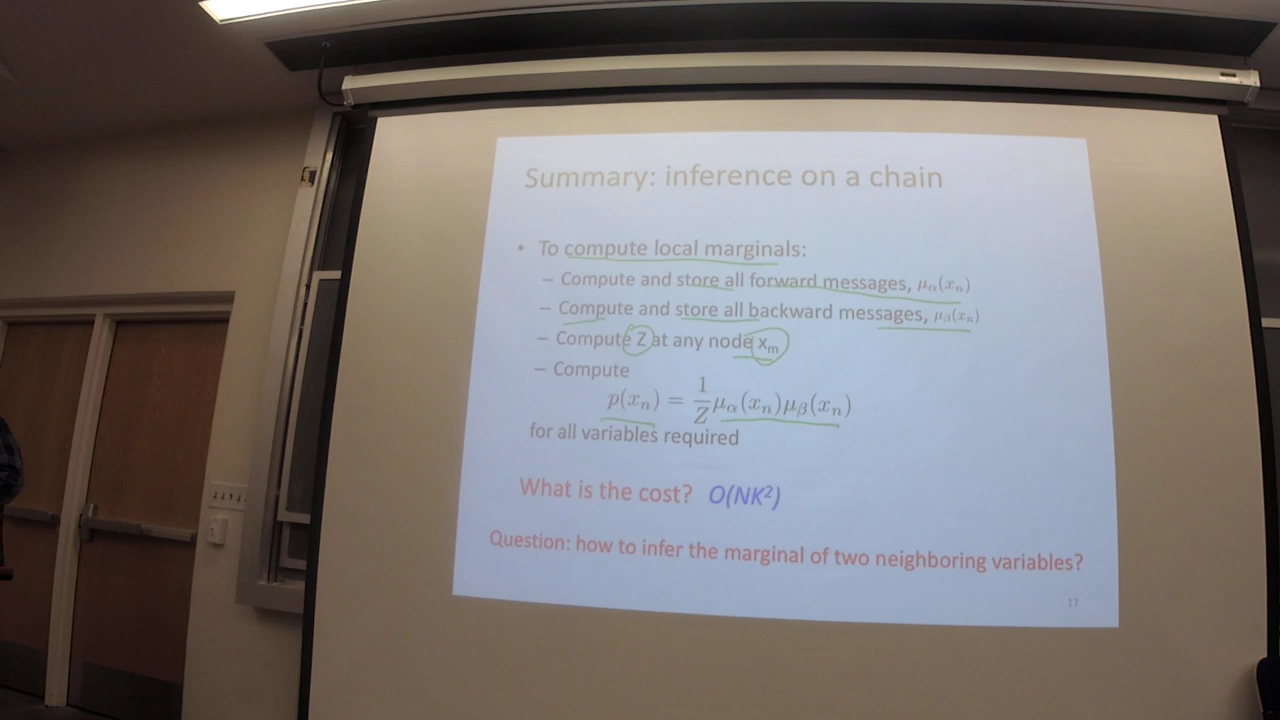 Summary: inference on a chain
• To compute local marginals:
– Compute and store all forward messages, μα(xn)
– Compute and store all backward messages, μβ(xn)
– Compute Z at any node xm
– Compute
p(xn) = 1/Z μα(xn)μβ(xn)
for all variables required
What is the cost? O(NK²)
Question: how to infer the marginal of two neighboring variables?
17